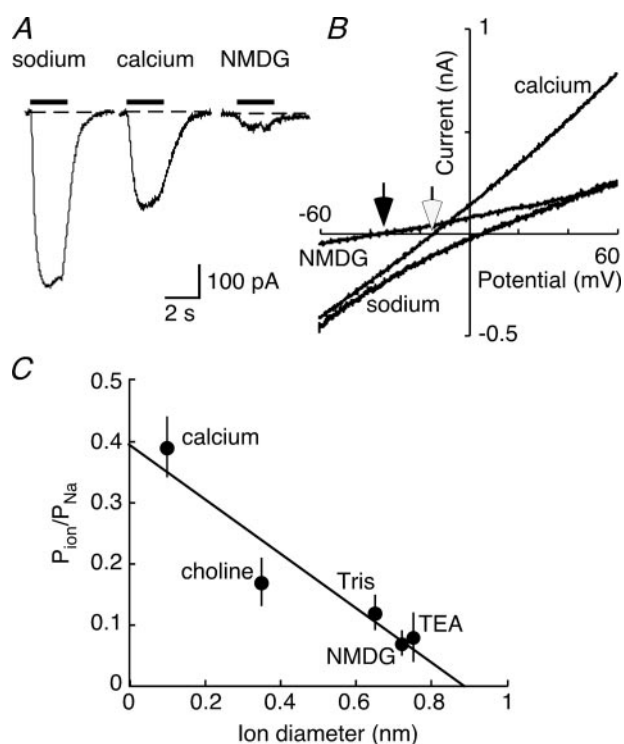 A
sodium calcium NMDG
100 pA
2 s
B
1
Current (nA)
calcium
-60
NMDG
sodium
60
Potential (mV)
-0.5
C
0.5
0.4
0.3
0.2
0.1
0
P_ion/P_Na
calcium
choline
Tris
NMDG
TEA
0 0.2 0.4 0.6 0.8 1
Ion diameter (nm)